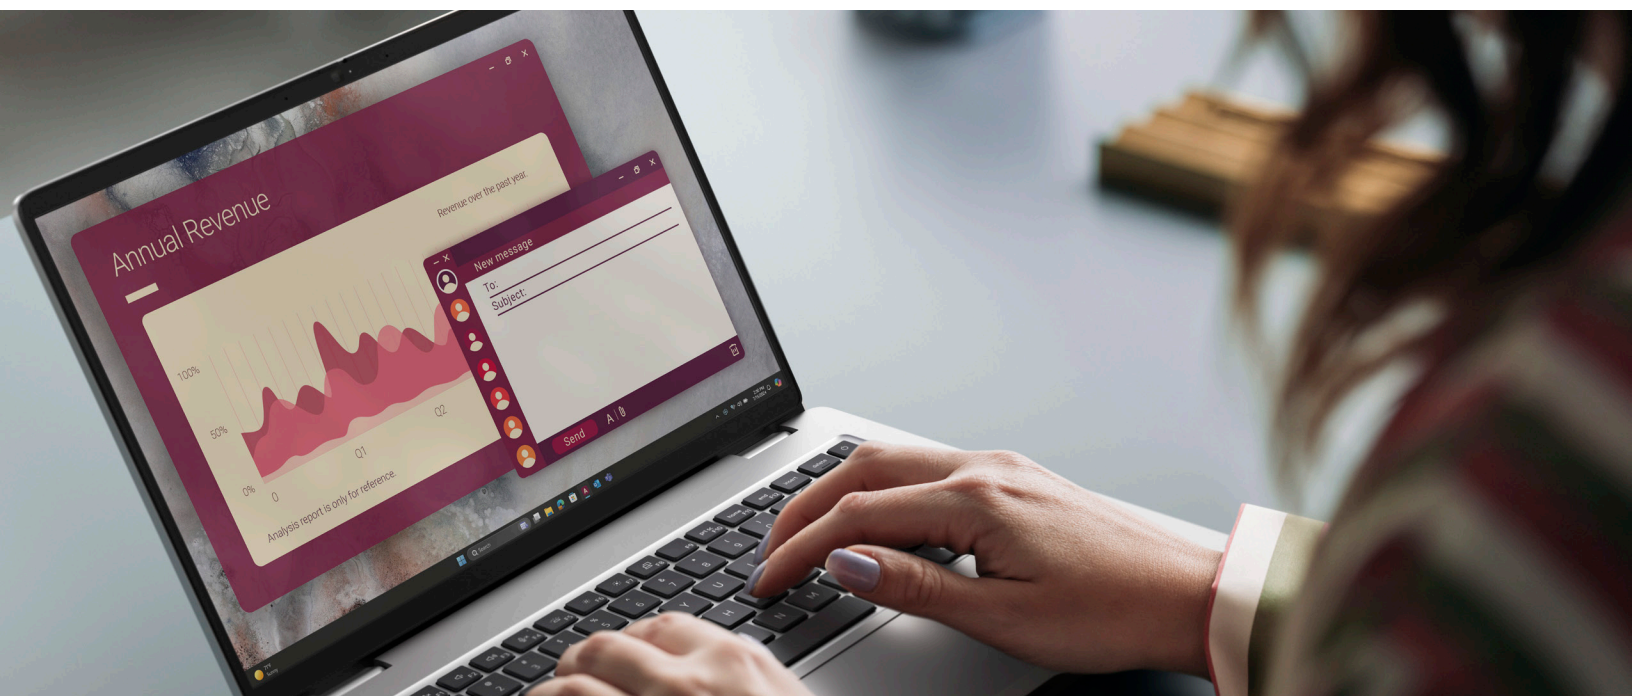 Annual Revenue
Revenue over the past year.
100%
50%
0%
0
Q1
Q2
Analysis report is only for reference.
New message
To:
Subject:
Send
A
Search
U
Y
H
N
M